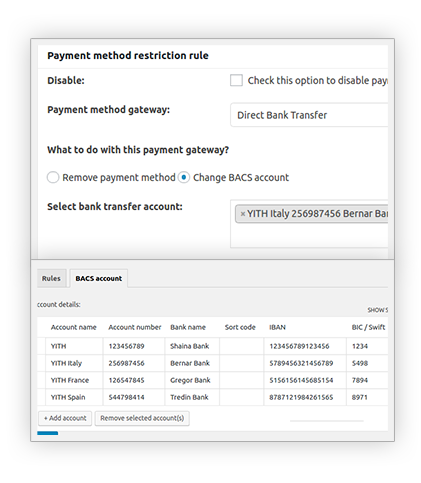 Payment method restriction rule
Disable:
Check this option to disable pay
Payment method gateway:
Direct Bank Transfer
What to do with this payment gateway?
Remove payment method Change BACS account
Select bank transfer account:
× YITH Italy 256987456 Bernar Ba
Rules BACS account
ccount details:
SHOW S
Account name Account number Bank name Sort code IBAN BIC / Swift
YITH 123456789 Shaina Bank 123456789123456 1234
YITH Italy 256987456 Bernar Bank 5789456321456789 5498
YITH France 126547845 Gregor Bank 5156156145685154 7894
YITH Spain 544798414 Tredin Bank 8787121984261565 8971
+ Add account Remove selected account(s)